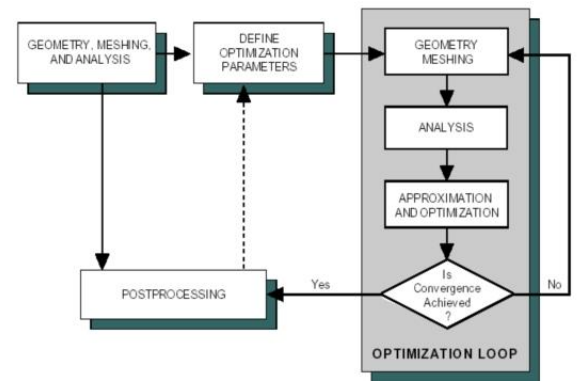 GEOMETRY, MESHING,
AND ANALYSIS
DEFINE
OPTIMIZATION
PARAMETERS
GEOMETRY
MESHING
ANALYSIS
APPROXIMATION
AND OPTIMIZATION
Is
Convergence
Achieved
?
Yes
No
POSTPROCESSING
OPTIMIZATION LOOP